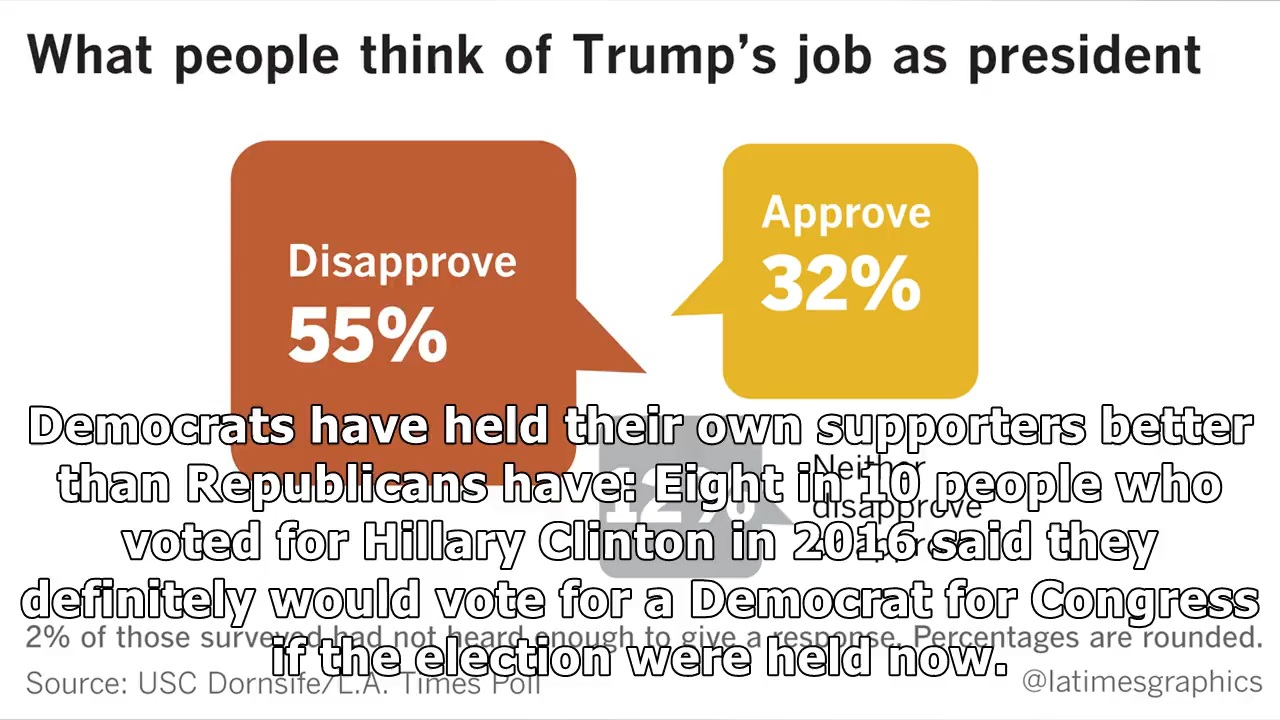 What people think of Trump's job as president
Disapprove
55%
Approve
32%
12%
Neither
disapprove
Democrats have held their own supporters better
than Republicans have: Eight in 10 people who
voted for Hillary Clinton in 2016 said they
definitely would vote for a Democrat for Congress
if the election were held now.
2% of those surveyed had not heard enough to give a response. Percentages are rounded.
Source: USC Dornsife/L.A. Times Poll
@latimesgraphics